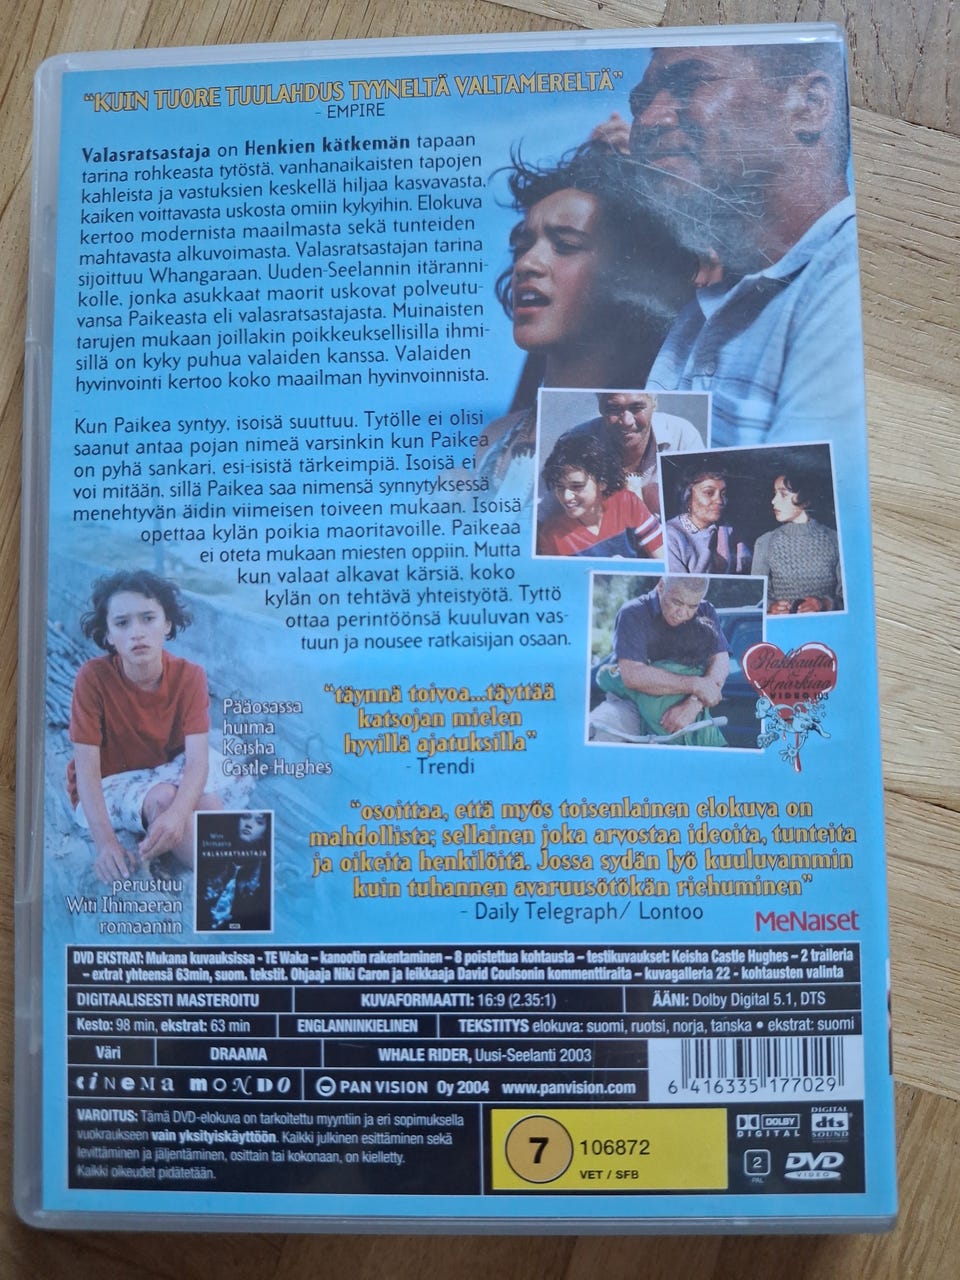 “KUIN TUORE TUULAHDUS TYYNELTÄ VALTAMERELTÄ”
- EMPIRE
Valasratsastaja on Henkien kätkemän tapaan
tarina rohkeasta tytöstä, vanhanaikaisten tapojen
kahleista ja vastuksien keskellä hiljaa kasvavasta,
kaiken voittavasta uskosta omiin kykyihin. Elokuva
kertoo modernista maailmasta sekä tunteiden
mahtavasta alkuvoimasta. Valasratsastajan tarina
sijoittuu Whangaraan, Uuden-Seelannin itäranni-
kolle, jonka asukkaat maorit uskovat polveutu-
vansa Paikeasta eli valasratsastajasta. Muinaisten
tarujen mukaan joillakin poikkeuksellisilla ihmi-
sillä on kyky puhua valaiden kanssa. Valaiden
hyvinvointi kertoo koko maailman hyvinvoinnista.
Kun Paikea syntyy, isoisä suuttuu. Tytölle ei olisi
saanut antaa pojan nimeä varsinkin kun Paikea
on pyhä sankari, esi-isistä tärkeimpiä. Isoisä ei
voi mitään, sillä Paikea saa nimensä synnytyksessä
menehtyvän äidin viimeisen toiveen mukaan. Isoisä
opettaa kylän poikia maoritavoille. Paikeaa
ei oteta mukaan miesten oppiin. Mutta
kun valaat alkavat kärsiä, koko
kylän on tehtävä yhteistyötä. Tyttö
ottaa perintöönsä kuuluvan vas-
tuun ja nousee ratkaisijan osaan.
Rakkautta
&
Anarkiaa
VIDEO 103
Pääosassa
huima
Keisha
Castle-Hughes
“täynnä toivoa...täyttää
katsojan mielen
hyvillä ajatuksilla”
- Trendi
“osoittaa, että myös toisenlainen elokuva on
mahdollista; sellainen joka arvostaa ideoita, tunteita
ja oikeita henkilöitä. Jossa sydän lyö kuuluvammin
kuin tuhannen avaruusötökän riehuminen”
- Daily Telegraph/ Lontoo
Witi
Ihimaera
VALASRATSASTAJA
perustuu
Witi Ihimaeran
romaaniin
MeNaiset
DVD EKSTRAT: Mukana kuvauksissa - TE Waka – kanootin rakentaminen – 8 poistettua kohtausta – testikuvaukset: Keisha Castle Hughes – 2 traileria
– extrat yhteensä 63min, suom. tekstit. Ohjaaja Niki Caron ja leikkaaja David Coulsonin kommenttiraita – kuvagalleria 22 - kohtausten valinta
DIGITAALISESTI MASTEROITU
KUVAFORMAATTI: 16:9 (2.35:1)
ÄÄNI: Dolby Digital 5.1, DTS
Kesto: 98 min, ekstrat: 63 min
ENGLANNINKIELINEN
TEKSTITYS elokuva: suomi, ruotsi, norja, tanska • ekstrat: suomi
Väri
DRAAMA
WHALE RIDER, Uusi-Seelanti 2003
CINEMA MONDO
PAN VISION Oy 2004 www.panvision.com
6 416335 177029
VAROITUS: Tämä DVD-elokuva on tarkoitettu myyntiin ja eri sopimuksella
vuokraukseen vain yksityiskäyttöön. Kaikki julkinen esittäminen sekä
levittäminen ja jäljentäminen, osittain tai kokonaan, on kielletty.
Kaikki oikeudet pidätetään.
7
106872
VET / SFB
DOLBY
DIGITAL
DIGITAL
dts
SOUND
2
PAL
DVD
VIDEO